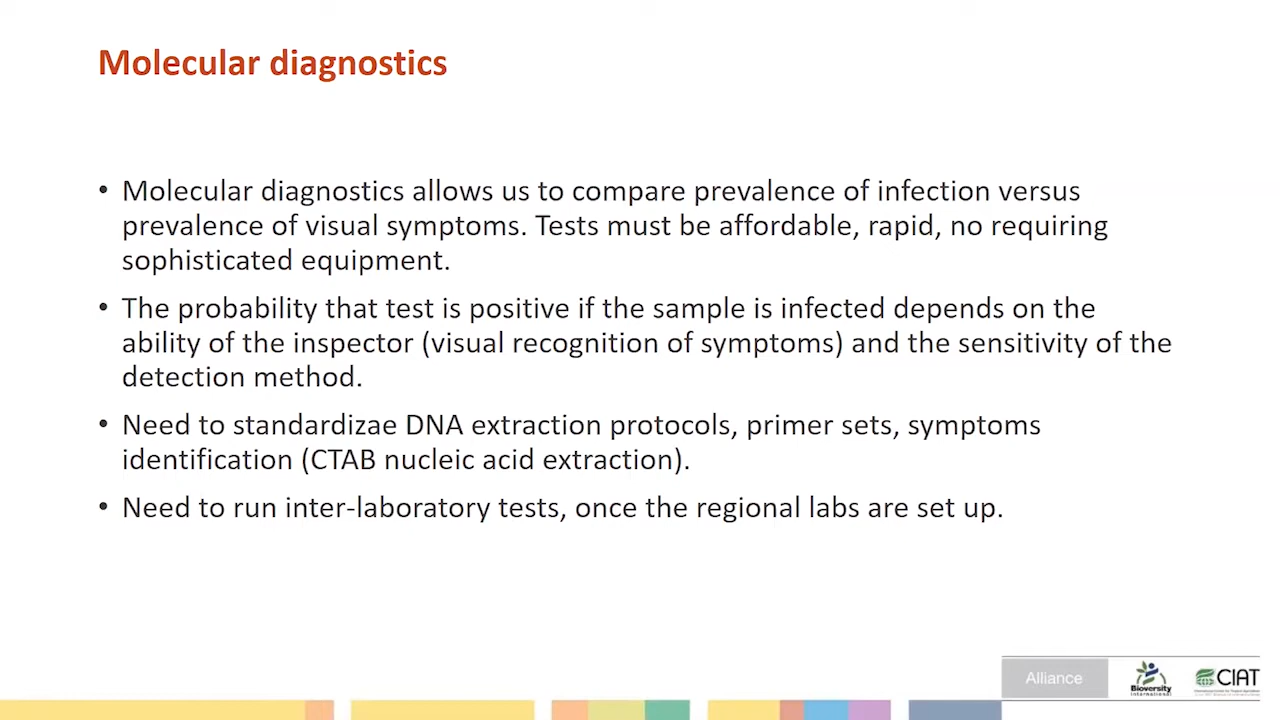 Molecular diagnostics
• Molecular diagnostics allows us to compare prevalence of infection versus
prevalence of visual symptoms. Tests must be affordable, rapid, no requiring
sophisticated equipment.
• The probability that test is positive if the sample is infected depends on the
ability of the inspector (visual recognition of symptoms) and the sensitivity of the
detection method.
• Need to standardizae DNA extraction protocols, primer sets, symptoms
identification (CTAB nucleic acid extraction).
• Need to run inter-laboratory tests, once the regional labs are set up.
Alliance
Bioversity
International
CIAT